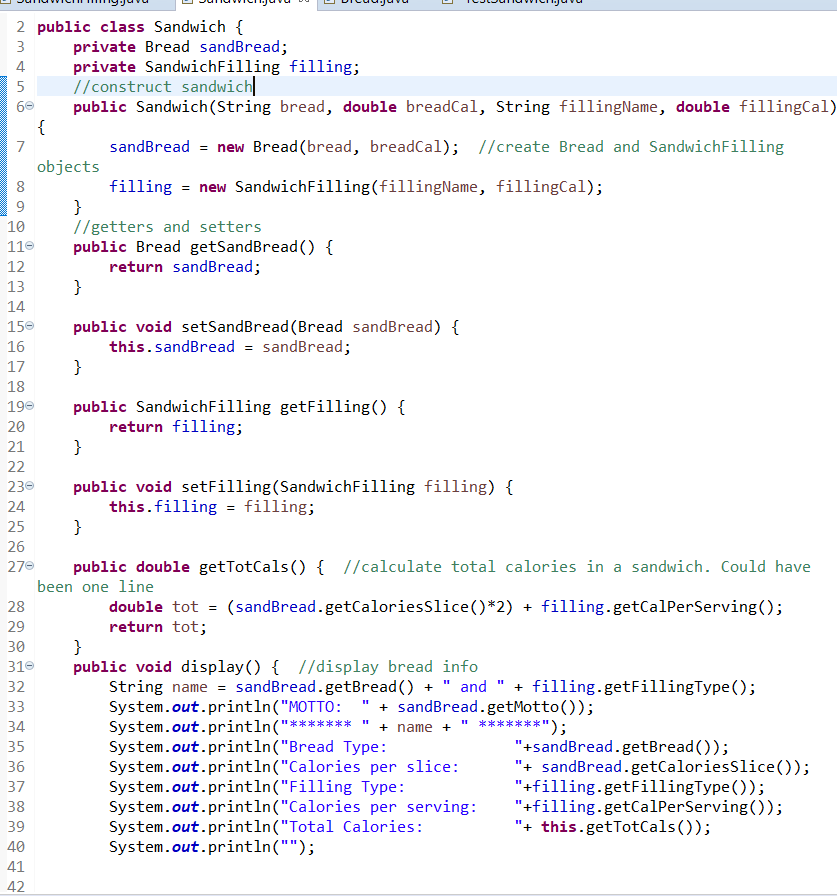 SandwichFilling.java Sandwich.java Bread.java TestSandwich.java
2 public class Sandwich {
3     private Bread sandBread;
4     private SandwichFilling filling;
5     //construct sandwich
6     public Sandwich(String bread, double breadCal, String fillingName, double fillingCal)
{
7         sandBread = new Bread(bread, breadCal);  //create Bread and SandwichFilling
objects
8         filling = new SandwichFilling(fillingName, fillingCal);
9     }
10     //getters and setters
11     public Bread getSandBread() {
12         return sandBread;
13     }
14
15     public void setSandBread(Bread sandBread) {
16         this.sandBread = sandBread;
17     }
18
19     public SandwichFilling getFilling() {
20         return filling;
21     }
22
23     public void setFilling(SandwichFilling filling) {
24         this.filling = filling;
25     }
26
27     public double getTotCals() {  //calculate total calories in a sandwich. Could have
been one line
28         double tot = (sandBread.getCaloriesSlice()*2) + filling.getCalPerServing();
29         return tot;
30     }
31     public void display() {  //display bread info
32         String name = sandBread.getBread() + " and " + filling.getFillingType();
33         System.out.println("MOTTO:  " + sandBread.getMotto());
34         System.out.println("******* " + name + " *******");
35         System.out.println("Bread Type:              "+sandBread.getBread());
36         System.out.println("Calories per slice:      "+ sandBread.getCaloriesSlice());
37         System.out.println("Filling Type:            "+filling.getFillingType());
38         System.out.println("Calories per serving:    "+filling.getCalPerServing());
39         System.out.println("Total Calories:          "+ this.getTotCals());
40         System.out.println("");
41
42